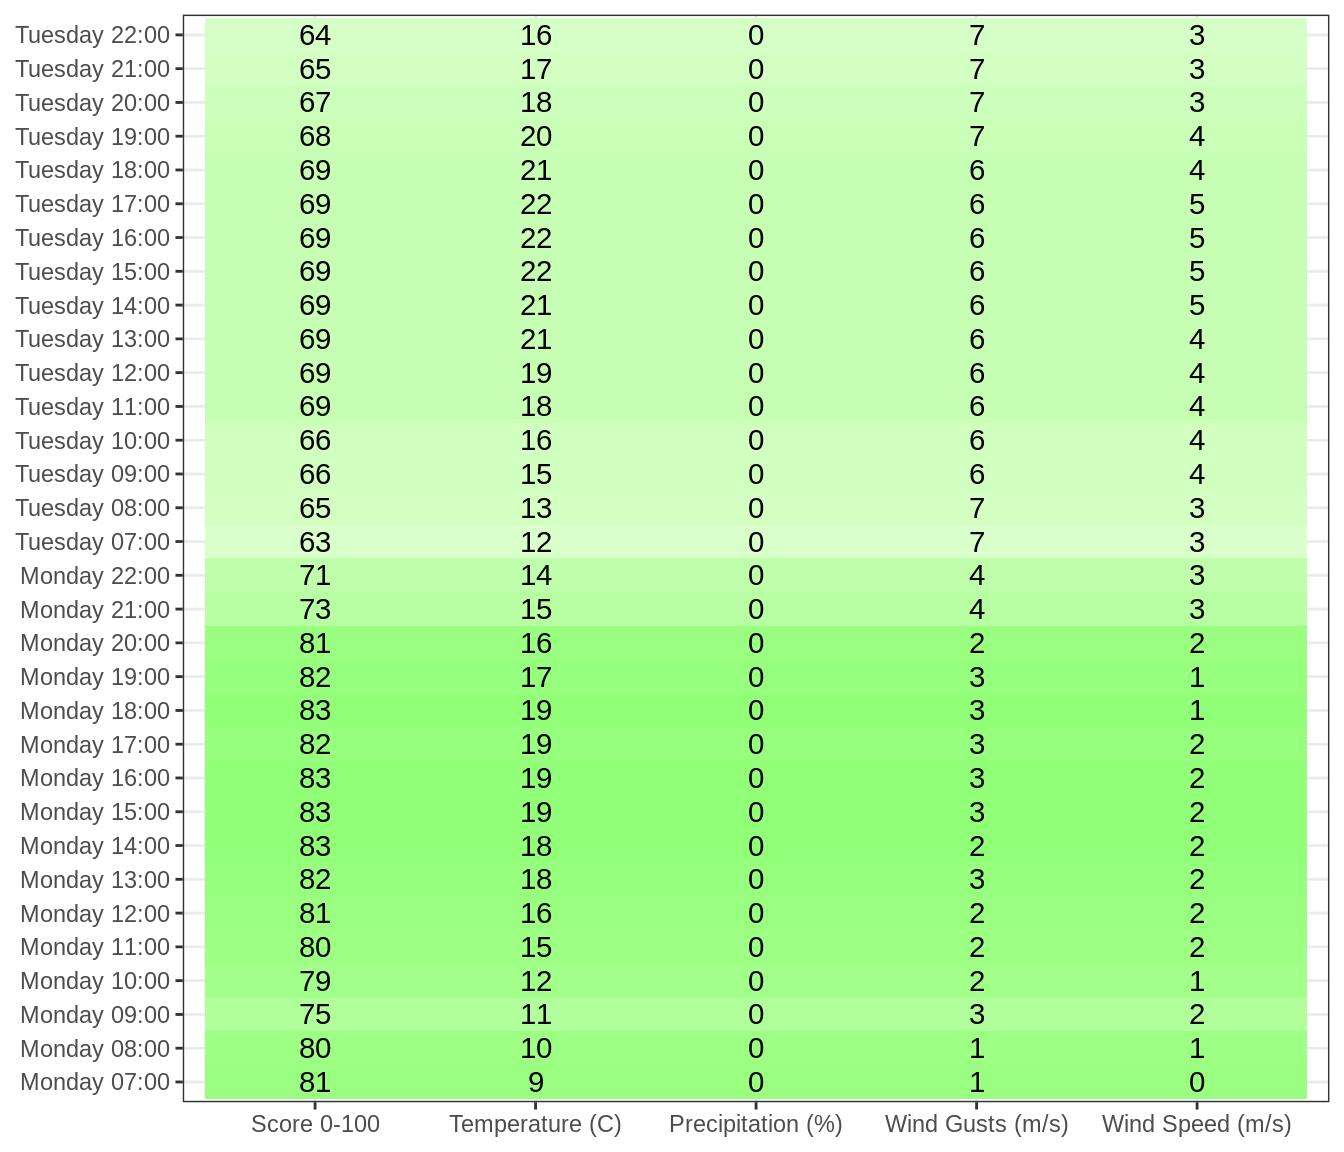 Tuesday 22:00 64 16 0 7 3
Tuesday 21:00 65 17 0 7 3
Tuesday 20:00 67 18 0 7 3
Tuesday 19:00 68 20 0 7 4
Tuesday 18:00 69 21 0 6 4
Tuesday 17:00 69 22 0 6 5
Tuesday 16:00 69 22 0 6 5
Tuesday 15:00 69 22 0 6 5
Tuesday 14:00 69 21 0 6 5
Tuesday 13:00 69 21 0 6 4
Tuesday 12:00 69 19 0 6 4
Tuesday 11:00 69 18 0 6 4
Tuesday 10:00 66 16 0 6 4
Tuesday 09:00 66 15 0 6 4
Tuesday 08:00 65 13 0 7 3
Tuesday 07:00 63 12 0 7 3
Monday 22:00 71 14 0 4 3
Monday 21:00 73 15 0 4 3
Monday 20:00 81 16 0 2 2
Monday 19:00 82 17 0 3 1
Monday 18:00 83 19 0 3 1
Monday 17:00 82 19 0 3 2
Monday 16:00 83 19 0 3 2
Monday 15:00 83 19 0 3 2
Monday 14:00 83 18 0 2 2
Monday 13:00 82 18 0 3 2
Monday 12:00 81 16 0 2 2
Monday 11:00 80 15 0 2 2
Monday 10:00 79 12 0 2 1
Monday 09:00 75 11 0 3 2
Monday 08:00 80 10 0 1 1
Monday 07:00 81 9 0 1 0
Score 0-100 Temperature (C) Precipitation (%) Wind Gusts (m/s) Wind Speed (m/s)